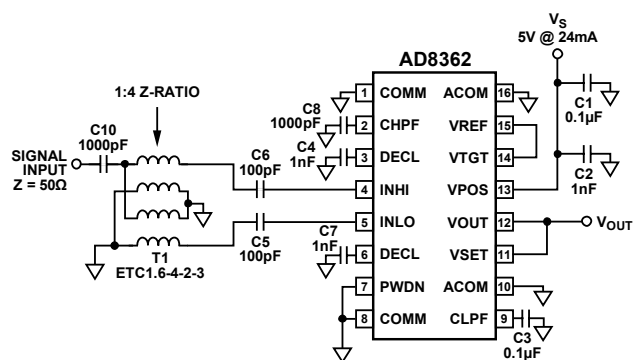 V_S
5V @ 24mA
AD8362
1:4 Z-RATIO
C10
1000pF
SIGNAL
INPUT
Z = 50Ω
T1
ETC1.6-4-2-3
C6
100pF
C5
100pF
C8
1000pF
C4
1nF
C7
1nF
1 COMM
2 CHPF
3 DECL
4 INHI
5 INLO
6 DECL
7 PWDN
8 COMM
ACOM 16
VREF 15
VTGT 14
VPOS 13
VOUT 12
VSET 11
ACOM 10
CLPF 9
C1
0.1µF
C2
1nF
V_OUT
C3
0.1µF